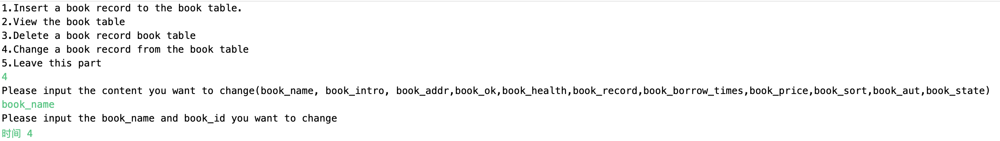 1.Insert a book record to the book table.
2.View the book table
3.Delete a book record book table
4.Change a book record from the book table
5.Leave this part
4
Please input the content you want to change(book_name, book_intro, book_addr,book_ok,book_health,book_record,book_borrow_times,book_price,book_sort,book_aut,book_state)
book_name
Please input the book_name and book_id you want to change
时间 4